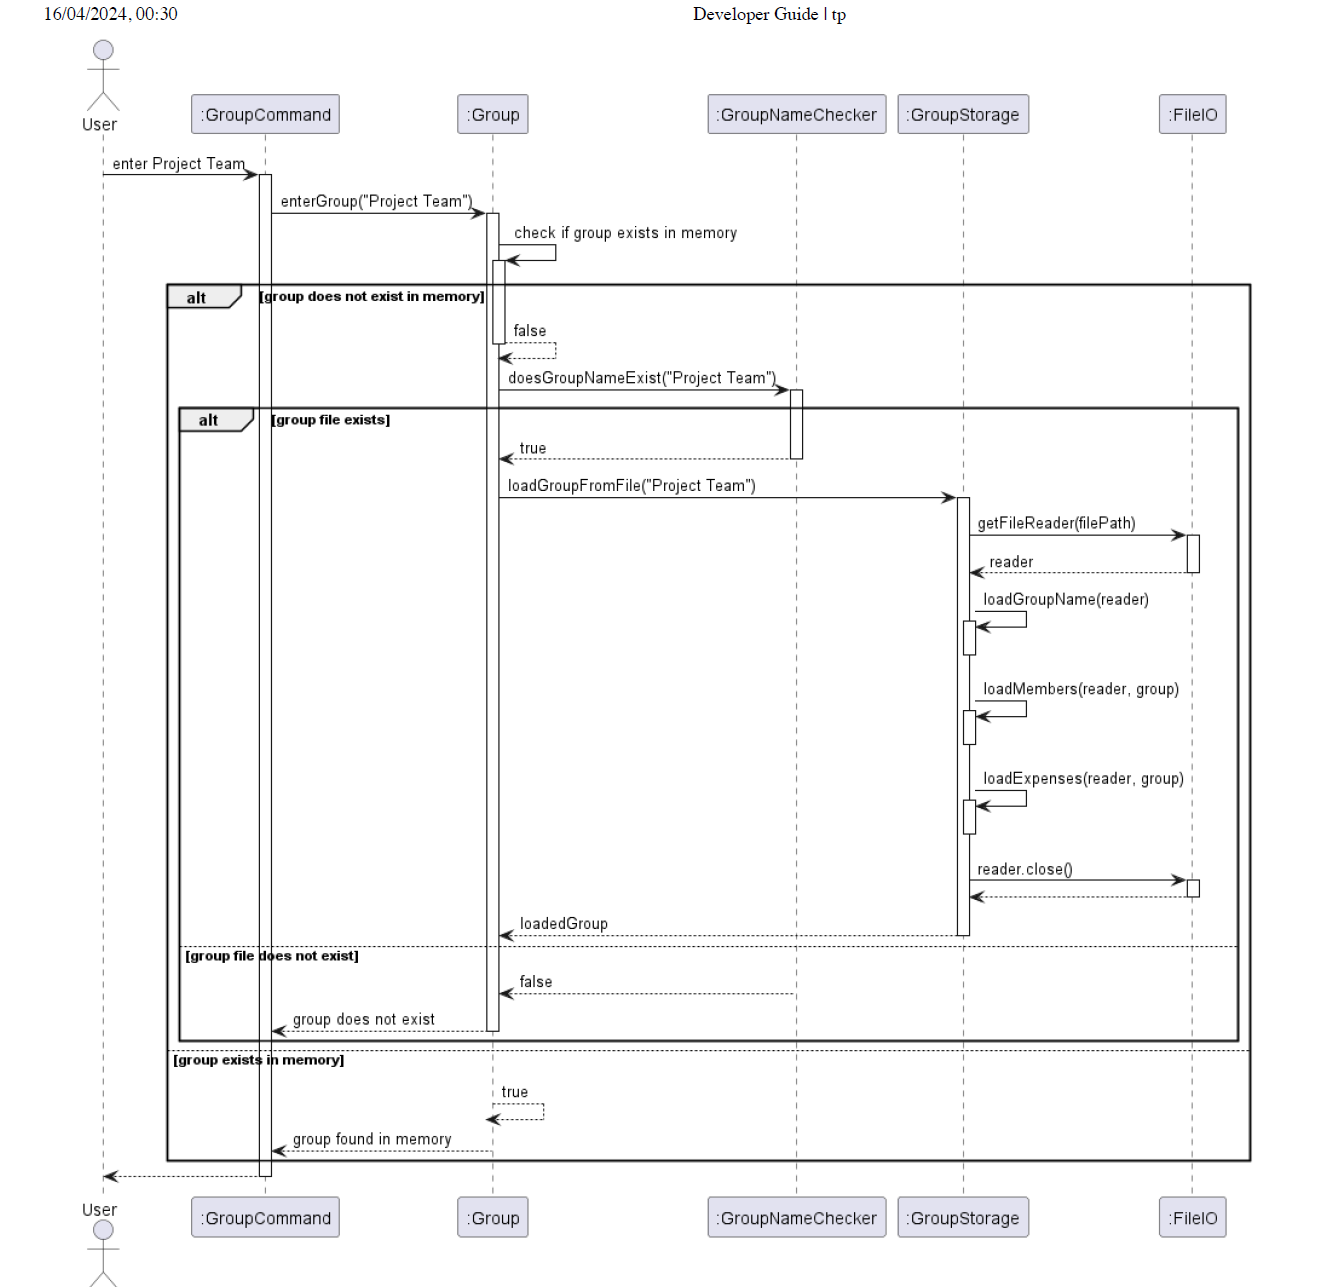 16/04/2024, 00:30
Developer Guide | tp
User
:GroupCommand
:Group
:GroupNameChecker
:GroupStorage
:FileIO
enter Project Team
enterGroup("Project Team")
check if group exists in memory
alt
[group does not exist in memory]
false
doesGroupNameExist("Project Team")
alt
[group file exists]
true
loadGroupFromFile("Project Team")
getFileReader(filePath)
reader
loadGroupName(reader)
loadMembers(reader, group)
loadExpenses(reader, group)
reader.close()
loadedGroup
[group file does not exist]
false
group does not exist
[group exists in memory]
true
group found in memory
User
:GroupCommand
:Group
:GroupNameChecker
:GroupStorage
:FileIO